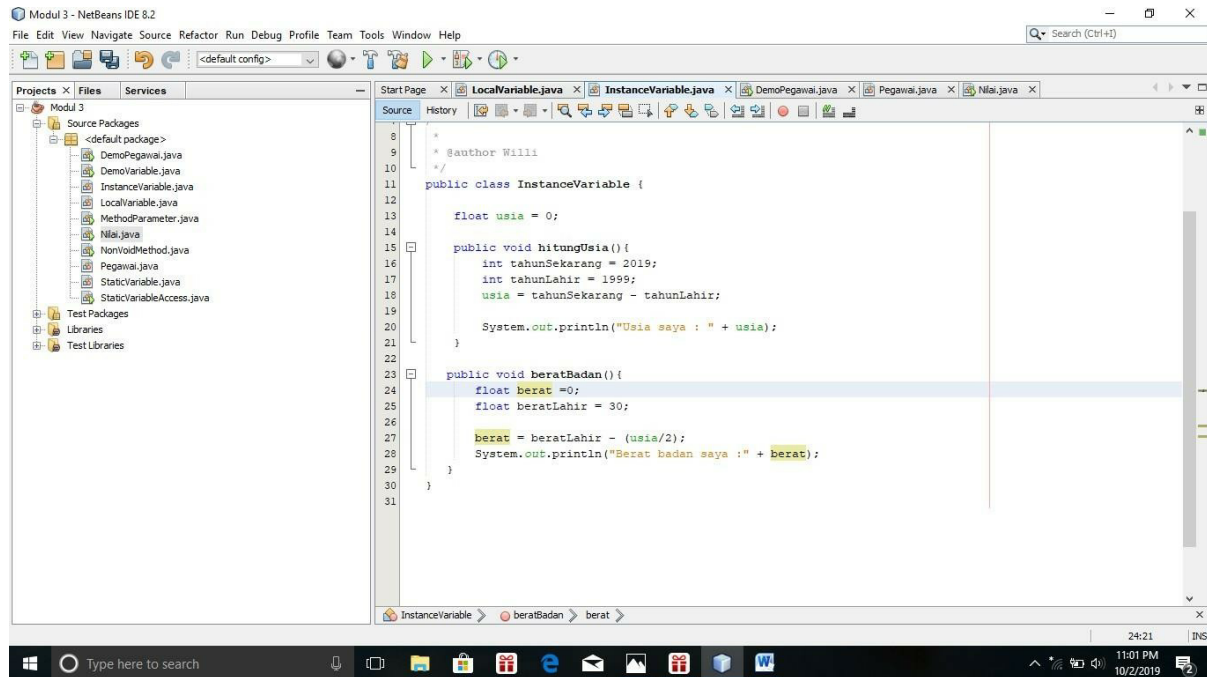 Modul 3 - NetBeans IDE 8.2
File Edit View Navigate Source Refactor Run Debug Profile Team Tools Window Help
Search (Ctrl+I)
<default config>
Projects Files Services
Modul 3
Source Packages
<default package>
DemoPegawai.java
DemoVariable.java
InstanceVariable.java
LocalVariable.java
MethodParameter.java
Nilai.java
NonVoidMethod.java
Pegawai.java
StaticVariable.java
StaticVariableAccess.java
Test Packages
Libraries
Test Libraries
Start Page LocalVariable.java InstanceVariable.java DemoPegawai.java Pegawai.java Nilai.java
Source History
8 *
9 * @author Willi
10 */
11 public class InstanceVariable {
12
13 float usia = 0;
14
15 public void hitungUsia(){
16 int tahunSekarang = 2019;
17 int tahunLahir = 1999;
18 usia = tahunSekarang - tahunLahir;
19
20 System.out.println("Usia saya : " + usia);
21 }
22
23 public void beratBadan(){
24 float berat =0;
25 float beratLahir = 30;
26
27 berat = beratLahir - (usia/2);
28 System.out.println("Berat badan saya :" + berat);
29 }
30 }
31
InstanceVariable beratBadan berat
24:21 INS
Type here to search
11:01 PM
10/2/2019
2